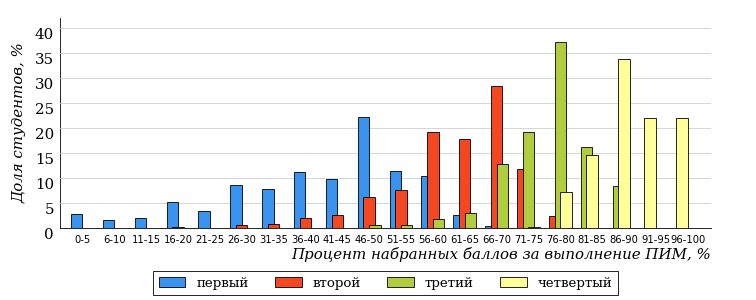 Доля студентов, %
40
35
30
25
20
15
10
5
0
0-5 6-10 11-15 16-20 21-25 26-30 31-35 36-40 41-45 46-50 51-55 56-60 61-65 66-70 71-75 76-80 81-85 86-90 91-95 96-100
Процент набранных баллов за выполнение ПИМ, %
первый второй третий четвертый